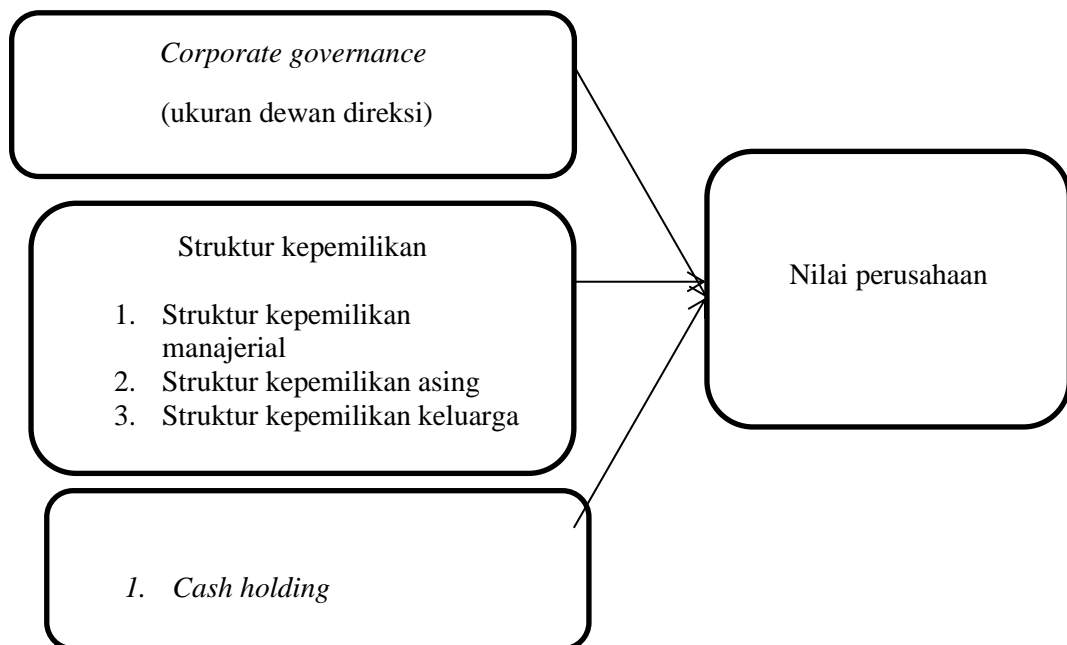 Corporate governance
(ukuran dewan direksi)
Struktur kepemilikan
1. Struktur kepemilikan
manajerial
2. Struktur kepemilikan asing
3. Struktur kepemilikan keluarga
1. Cash holding
Nilai perusahaan